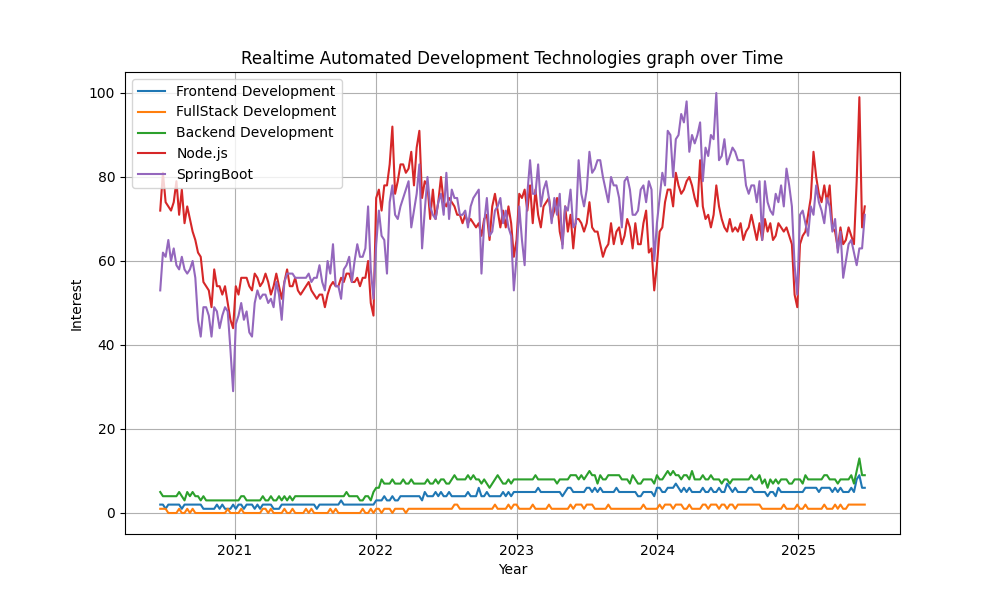 Realtime Automated Development Technologies graph over Time
Frontend Development
FullStack Development
Backend Development
Node.js
SpringBoot
100
80
60
40
20
0
Interest
2021 2022 2023 2024 2025
Year